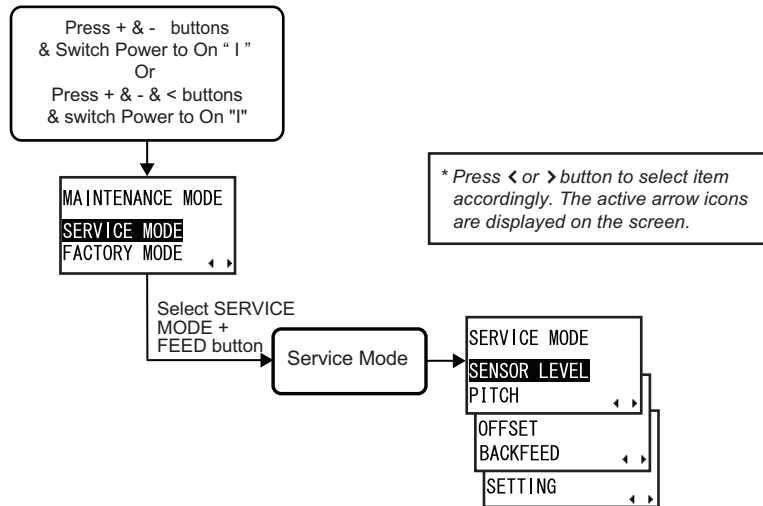 Press + & - buttons
& Switch Power to On “ I ”
Or
Press + & - & < buttons
& switch Power to On "I"
MAINTENANCE MODE
SERVICE MODE
FACTORY MODE
* Press < or > button to select item
accordingly. The active arrow icons
are displayed on the screen.
Select SERVICE
MODE +
FEED button
Service Mode
SERVICE MODE
SENSOR LEVEL
PITCH
OFFSET
BACKFEED
SETTING